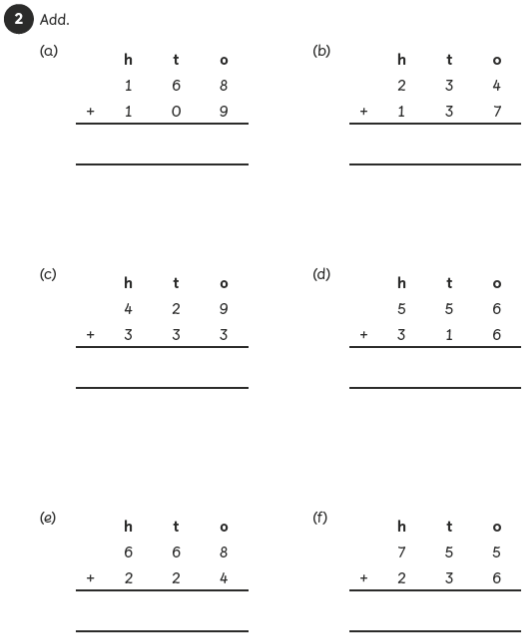 2 Add.
(a) (b)
h t o h t o
1 6 8 2 3 4
+ 1 0 9 + 1 3 7
(c) (d)
h t o h t o
4 2 9 5 5 6
+ 3 3 3 + 3 1 6
(e) (f)
h t o h t o
6 6 8 7 5 5
+ 2 2 4 + 2 3 6